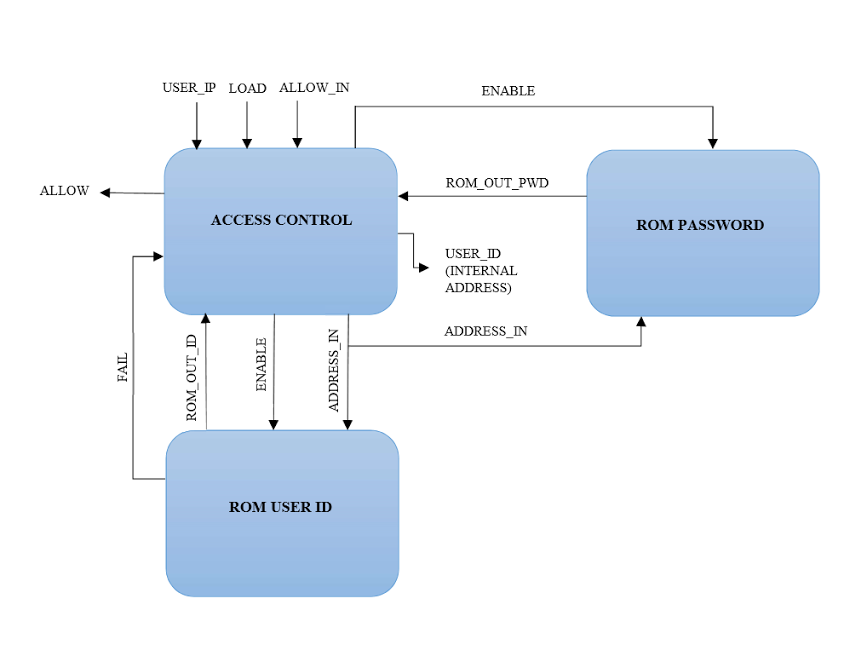 USER_IP LOAD ALLOW_IN
ENABLE
ALLOW
ROM_OUT_PWD
ACCESS CONTROL
ROM PASSWORD
USER_ID
(INTERNAL
ADDRESS)
ADDRESS_IN
FAIL
ROM_OUT_ID
ENABLE
ADDRESS_IN
ROM USER ID